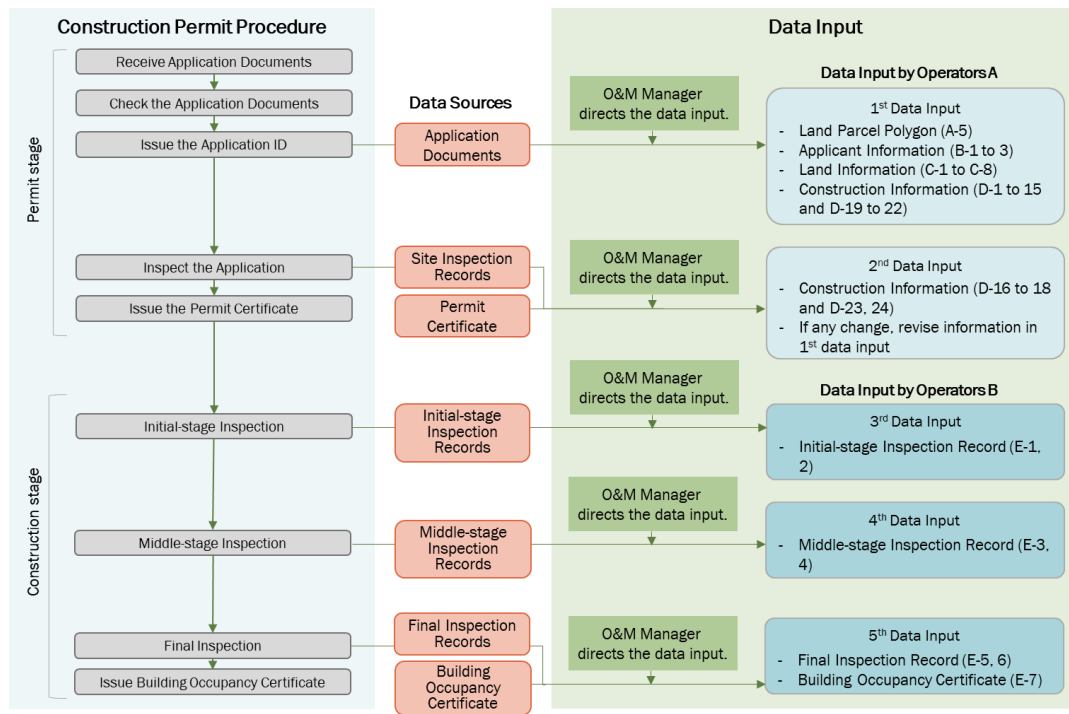 Construction Permit Procedure
Permit stage
Receive Application Documents
Check the Application Documents
Issue the Application ID
Inspect the Application
Issue the Permit Certificate
Construction stage
Initial-stage Inspection
Middle-stage Inspection
Final Inspection
Issue Building Occupancy Certificate
Data Sources
Application
Documents
Site Inspection
Records
Permit
Certificate
Initial-stage
Inspection
Records
Middle-stage
Inspection
Records
Final Inspection
Records
Building
Occupancy
Certificate
Data Input
O&M Manager
directs the data input.
O&M Manager
directs the data input.
O&M Manager
directs the data input.
O&M Manager
directs the data input.
O&M Manager
directs the data input.
Data Input by Operators A
1st Data Input
- Land Parcel Polygon (A-5)
- Applicant Information (B-1 to 3)
- Land Information (C-1 to C-8)
- Construction Information (D-1 to 15
and D-19 to 22)
2nd Data Input
- Construction Information (D-16 to 18
and D-23, 24)
- If any change, revise information in
1st data input
Data Input by Operators B
3rd Data Input
- Initial-stage Inspection Record (E-1,
2)
4th Data Input
- Middle-stage Inspection Record (E-3,
4)
5th Data Input
- Final Inspection Record (E-5, 6)
- Building Occupancy Certificate (E-7)